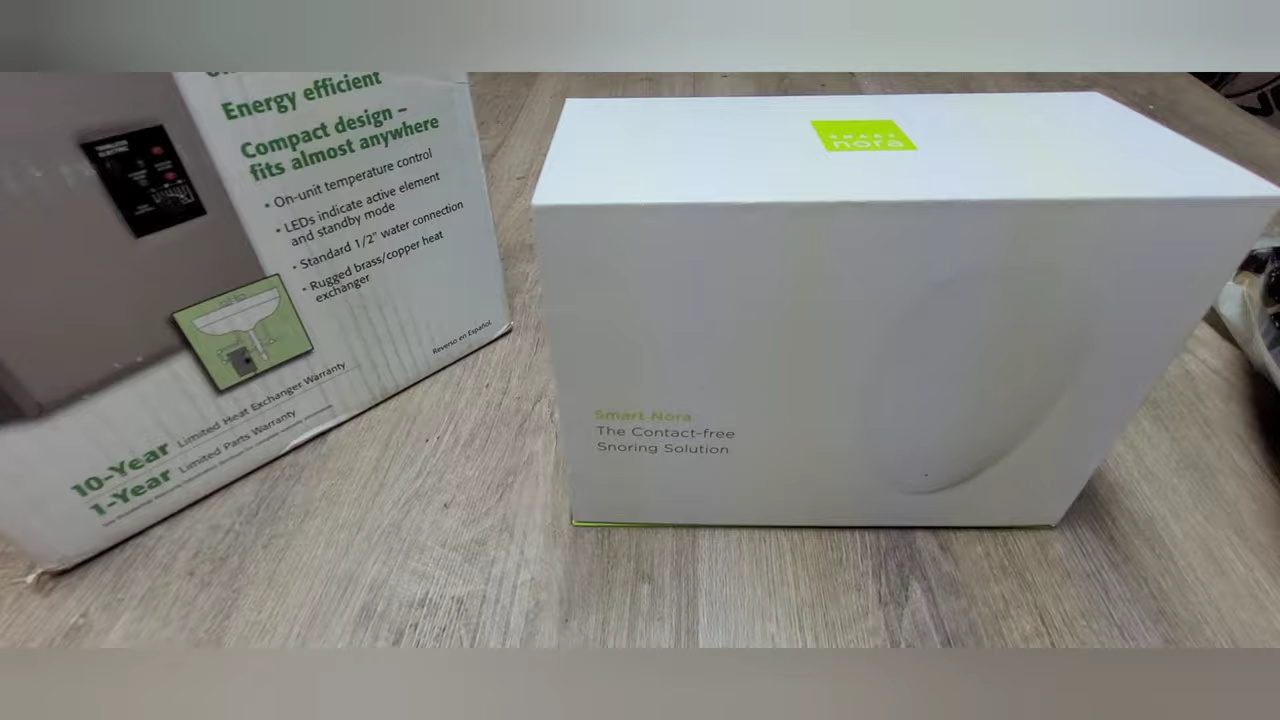 Energy efficient
Compact design –
fits almost anywhere
• On-unit temperature control
• LEDs indicate active element
and standby mode
• Standard 1/2" water connection
• Rugged brass/copper heat
exchanger
Reverso en Español.
10-Year Limited Heat Exchanger Warranty
1-Year Limited Parts Warranty
SMART
nora
Smart Nora
The Contact-free
Snoring Solution